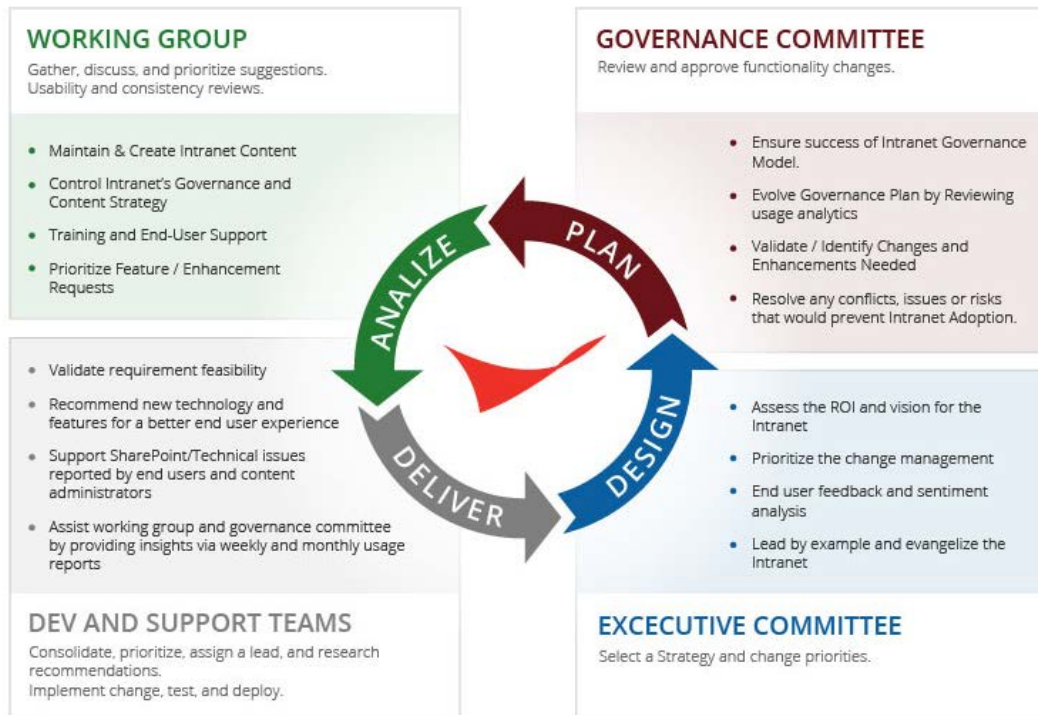 WORKING GROUP
Gather, discuss, and prioritize suggestions.
Usability and consistency reviews.
• Maintain & Create Intranet Content
• Control Intranet's Governance and
Content Strategy
• Training and End-User Support
• Prioritize Feature / Enhancement
Requests
GOVERNANCE COMMITTEE
Review and approve functionality changes.
• Ensure success of Intranet Governance
Model.
• Evolve Governance Plan by Reviewing
usage analytics
• Validate / Identify Changes and
Enhancements Needed
• Resolve any conflicts, issues or risks
that would prevent Intranet Adoption.
ANALIZE
PLAN
DELIVER
DESIGN
• Validate requirement feasibility
• Recommend new technology and
features for a better end user experience
• Support SharePoint/Technical issues
reported by end users and content
administrators
• Assist working group and governance committee
by providing insights via weekly and monthly usage
reports
DEV AND SUPPORT TEAMS
Consolidate, prioritize, assign a lead, and research
recommendations.
Implement change, test, and deploy.
• Assess the ROI and vision for the
Intranet
• Prioritize the change management
• End user feedback and sentiment
analysis
• Lead by example and evangelize the
Intranet
EXCECUTIVE COMMITTEE
Select a Strategy and change priorities.